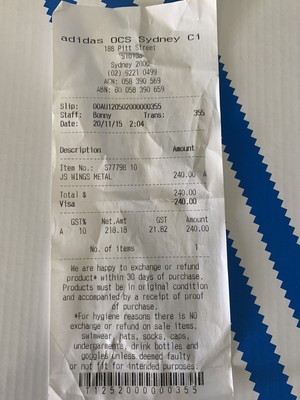 adidas OCS Sydney C1
188 Pitt Street
Sydney 2000
(02) 9221 0499
ACN: 058 390 659
ABN: 80 058 390 659
Slip: 00AU12052000000355
Staff: Bonny Trans: 355
Date: 20/11/15 2:04
Description Amount
Item No.: S77798 10
JS WINGS METAL 240.00 A
Total $ 240.00
Visa -240.00
GST% Net.Amt GST Amount
A 10 218.18 21.82 240.00
No. of items 1
We are happy to exchange or refund
product* within 30 days of purchase.
Products must be in original condition
and accompanied by a receipt of proof
of purchase.
*For hygiene reasons there is NO
exchange or refund on sale items,
swimwear, hats, socks, caps,
undergarments, drink bottles and
goggles unless deemed faulty
or not fit for intended purposes.
T1252000000355